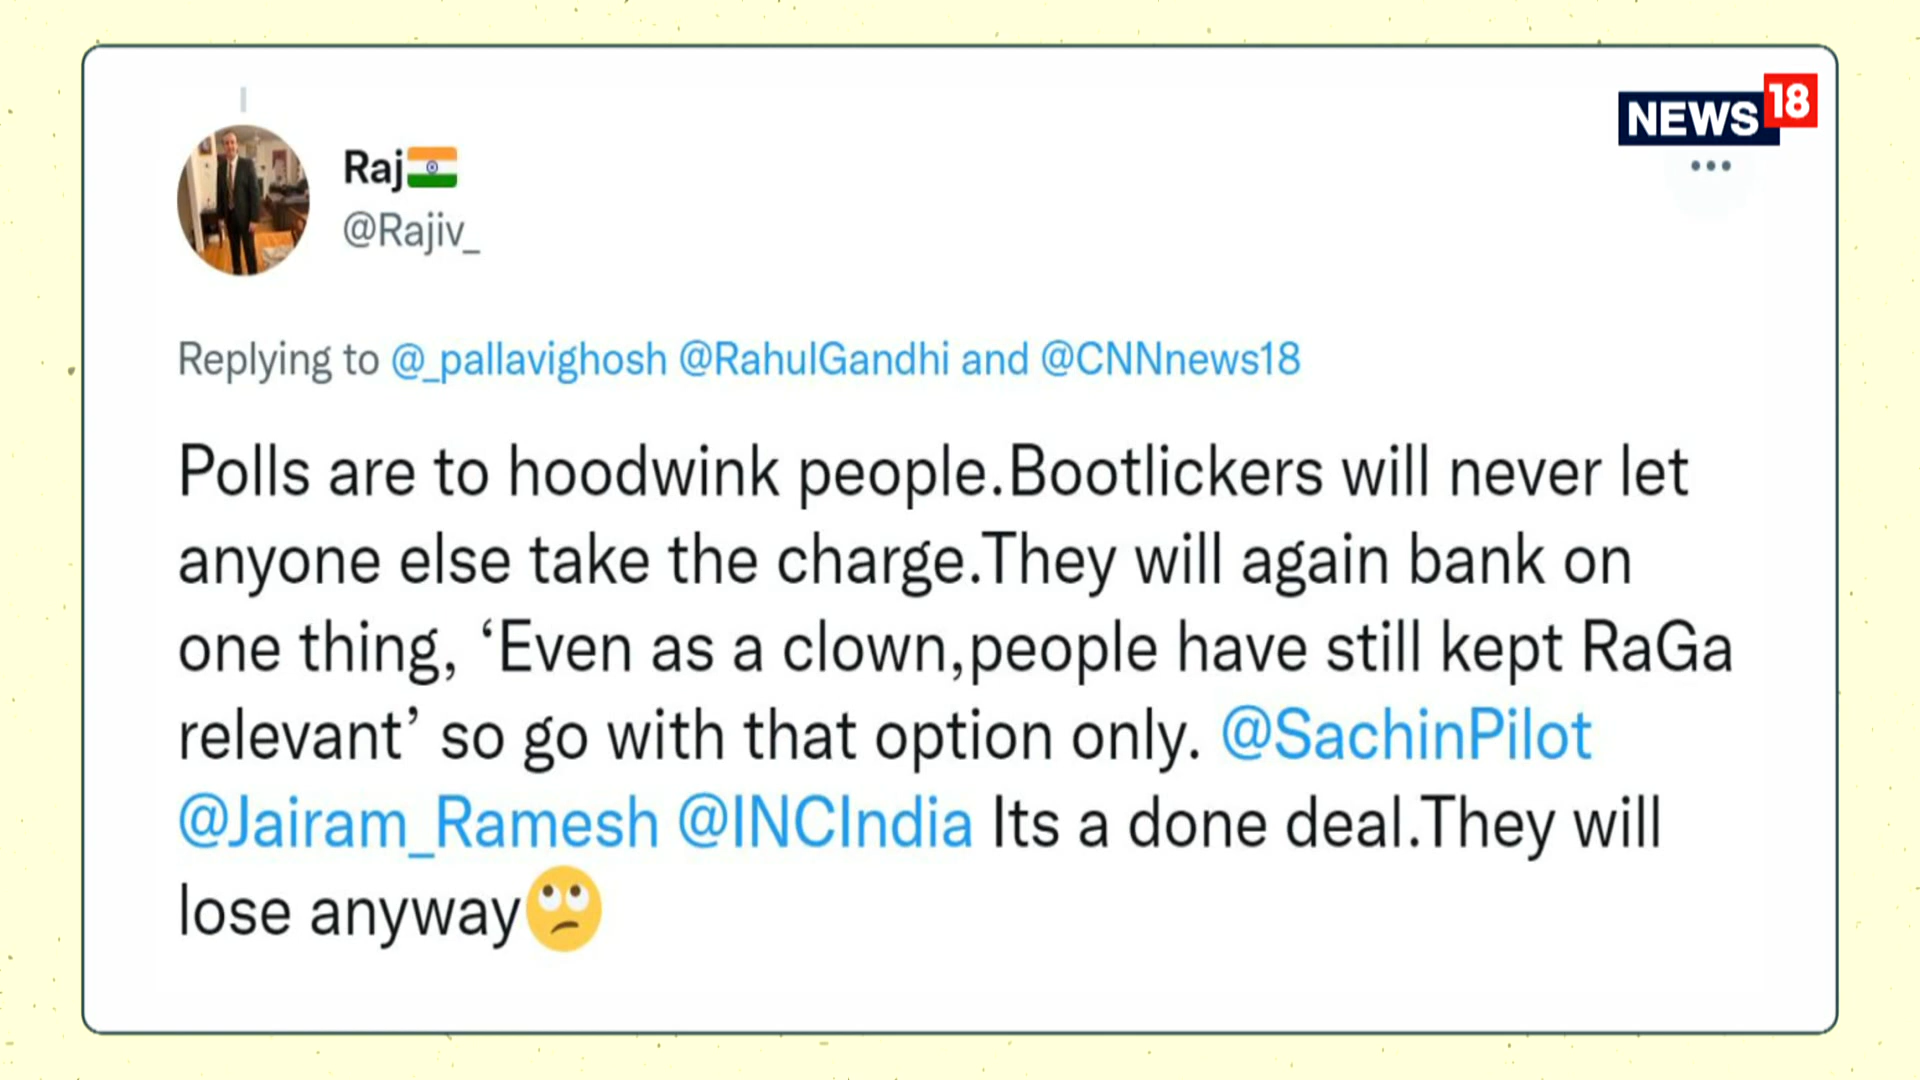 NEWS 18
Raj🇮🇳
@Rajiv_
Replying to @_pallavighosh @RahulGandhi and @CNNnews18
Polls are to hoodwink people.Bootlickers will never let
anyone else take the charge.They will again bank on
one thing, ‘Even as a clown,people have still kept RaGa
relevant’ so go with that option only. @SachinPilot
@Jairam_Ramesh @INCIndia Its a done deal.They will
lose anyway🙄